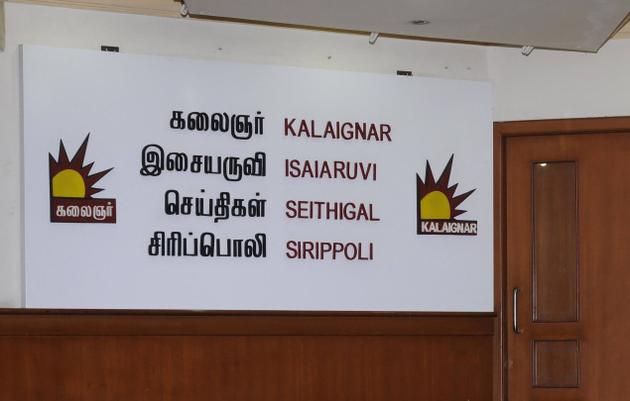 கலைஞர் KALAIGNAR
இசையருவி ISAIARUVI
செய்திகள் SEITHIGAL
சிரிப்பொலி SIRIPPOLI
கலைஞர்
KALAIGNAR